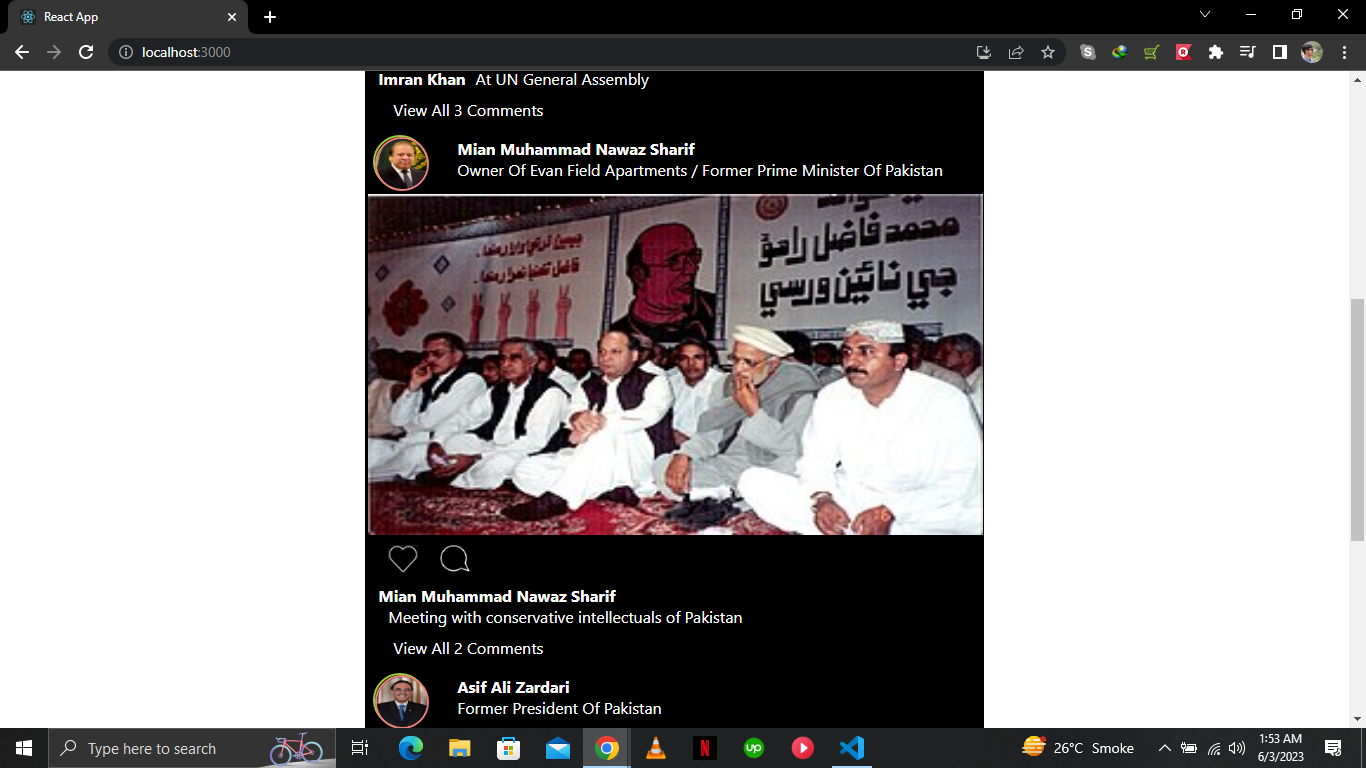 React App
localhost:3000
Imran Khan At UN General Assembly
View All 3 Comments
Mian Muhammad Nawaz Sharif
Owner Of Evan Field Apartments / Former Prime Minister Of Pakistan
محمد فاضل راھو
جي نائين ورسي
Mian Muhammad Nawaz Sharif
Meeting with conservative intellectuals of Pakistan
View All 2 Comments
Asif Ali Zardari
Former President Of Pakistan
Type here to search
N
up
26°C Smoke
1:53 AM
6/3/2023